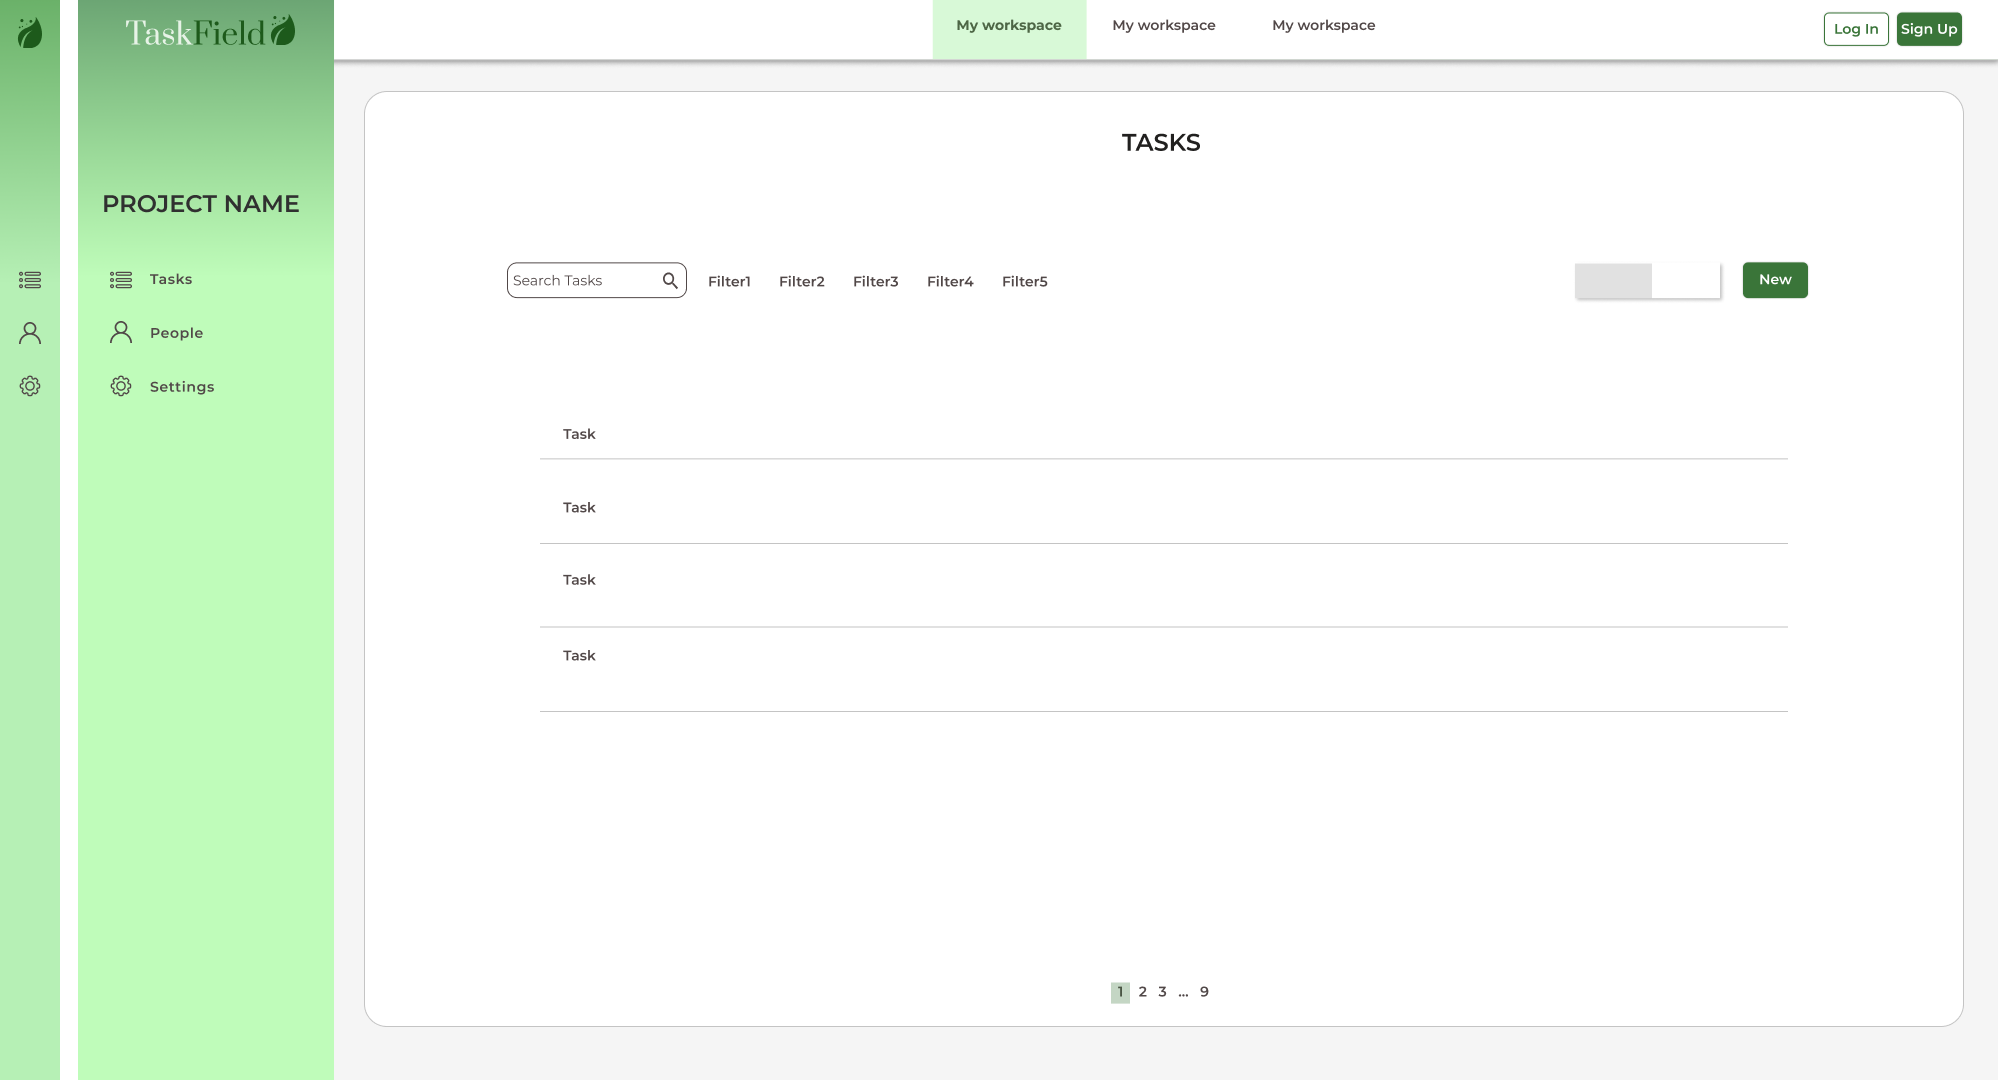 TaskField
My workspace
My workspace
My workspace
Log In
Sign Up
PROJECT NAME
Tasks
People
Settings
TASKS
Search Tasks
Filter1
Filter2
Filter3
Filter4
Filter5
New
Task
Task
Task
Task
1 2 3 ... 9